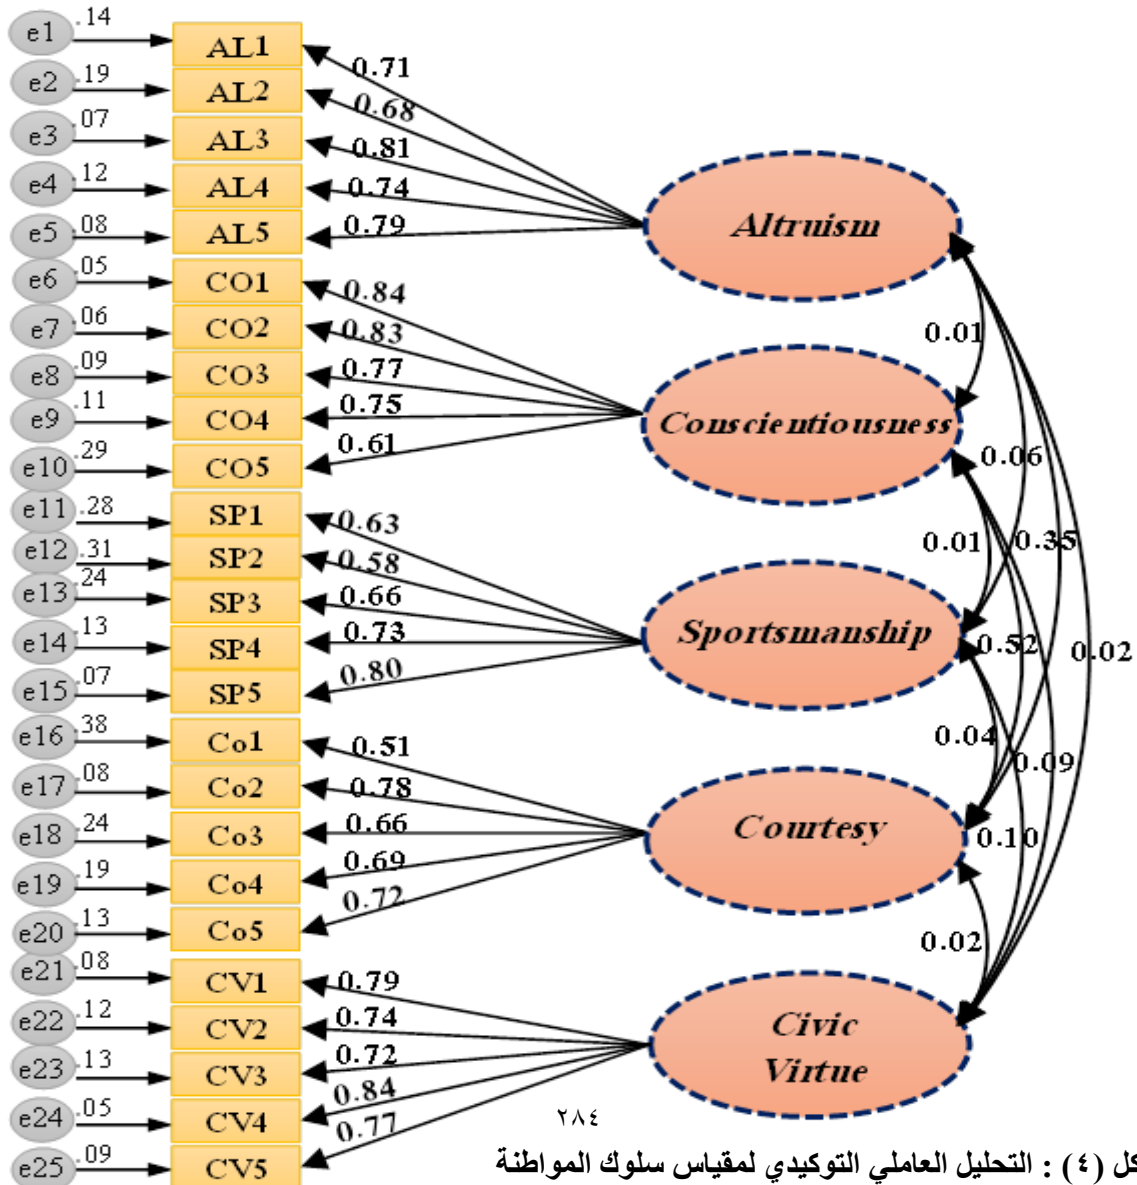 e1 .14 AL1 0.71
e2 .19 AL2 0.68
e3 .07 AL3 0.81
e4 .12 AL4 0.74
e5 .08 AL5 0.79
Altruism
e6 .05 CO1 0.84
e7 .06 CO2 0.83
e8 .09 CO3 0.77
e9 .11 CO4 0.75
e10 .29 CO5 0.61
Conscientiousness
e11 .28 SP1 0.63
e12 .31 SP2 0.58
e13 .24 SP3 0.66
e14 .13 SP4 0.73
e15 .07 SP5 0.80
Sportsmanship
e16 .38 Co1 0.51
e17 .08 Co2 0.78
e18 .24 Co3 0.66
e19 .19 Co4 0.69
e20 .13 Co5 0.72
Courtesy
e21 .08 CV1 0.79
e22 .12 CV2 0.74
e23 .13 CV3 0.72
e24 .05 CV4 0.84
e25 .09 CV5 0.77
Civic
Virtue
0.01
0.06
0.01
0.35
0.52
0.02
0.04
0.09
0.10
0.02
٢٨٤
كل (٤) : التحليل العاملي التوكيدي لمقياس سلوك المواطنة